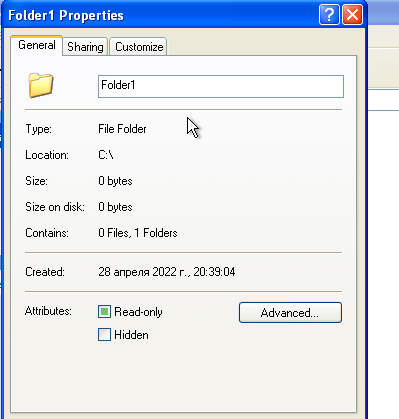 Folder1 Properties
General Sharing Customize
Folder1
Type: File Folder
Location: C:\
Size: 0 bytes
Size on disk: 0 bytes
Contains: 0 Files, 1 Folders
Created: 28 апреля 2022 г., 20:39:04
Attributes: Read-only Advanced...
Hidden